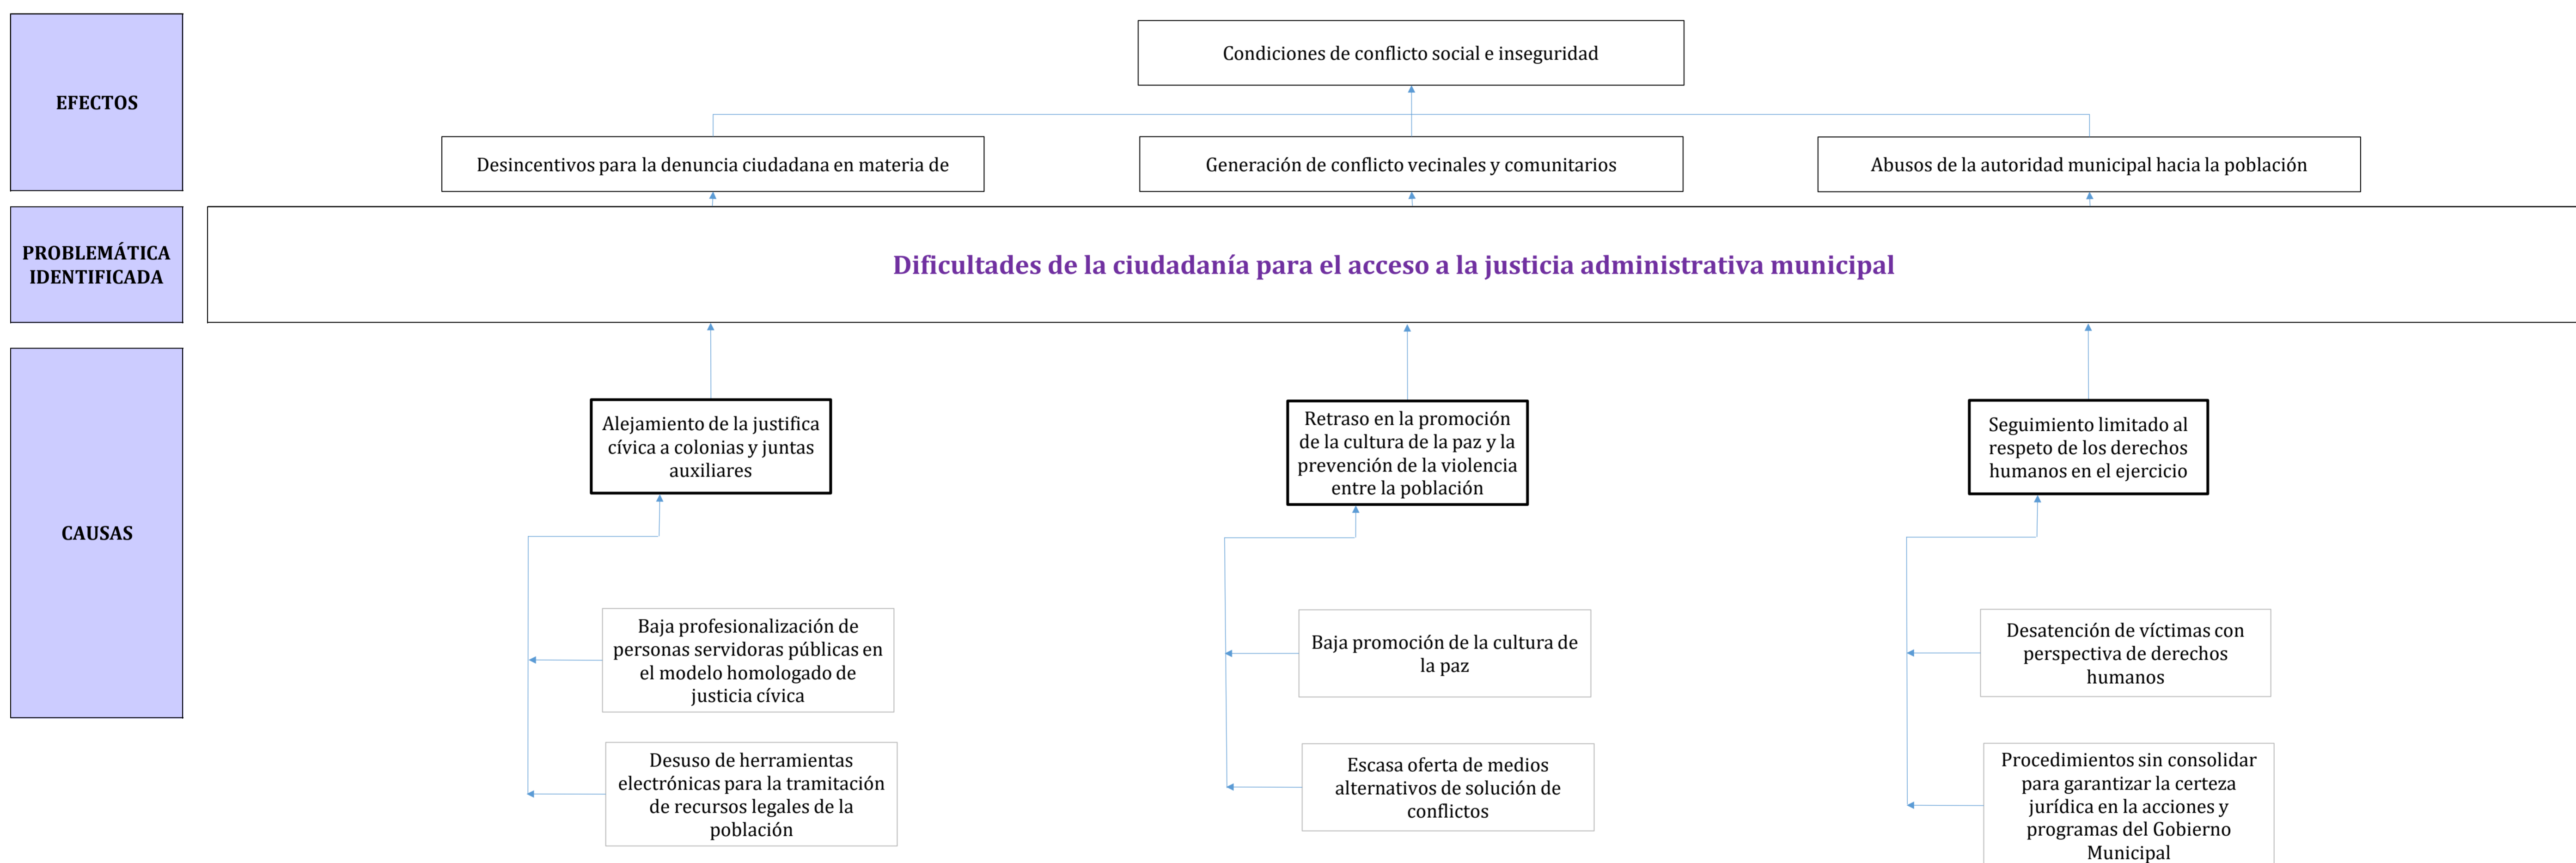 EFECTOS
Condiciones de conflicto social e inseguridad
Desincentivos para la denuncia ciudadana en materia de
Generación de conflicto vecinales y comunitarios
Abusos de la autoridad municipal hacia la población
PROBLEMÁTICA
IDENTIFICADA
Dificultades de la ciudadanía para el acceso a la justicia administrativa municipal
CAUSAS
Alejamiento de la justifica
cívica a colonias y juntas
auxiliares
Retraso en la promoción
de la cultura de la paz y la
prevención de la violencia
entre la población
Seguimiento limitado al
respeto de los derechos
humanos en el ejercicio
Baja profesionalización de
personas servidoras públicas en
el modelo homologado de
justicia cívica
Baja promoción de la cultura de
la paz
Desatención de víctimas con
perspectiva de derechos
humanos
Desuso de herramientas
electrónicas para la tramitación
de recursos legales de la
población
Escasa oferta de medios
alternativos de solución de
conflictos
Procedimientos sin consolidar
para garantizar la certeza
jurídica en la acciones y
programas del Gobierno
Municipal